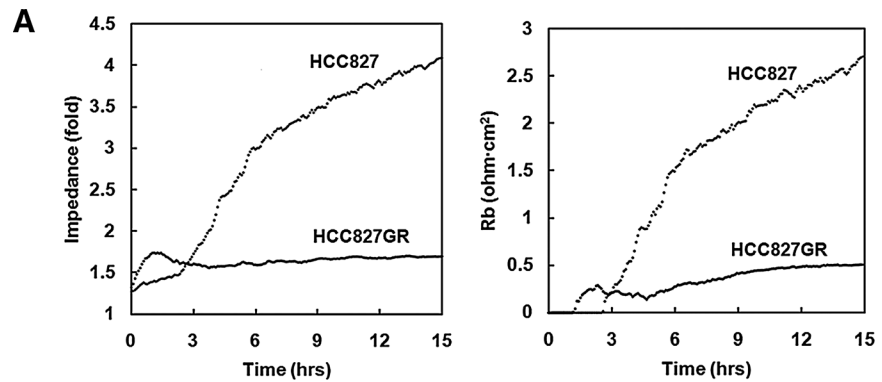 A
Impedance (fold)
4.5
4
3.5
3
2.5
2
1.5
1
HCC827
HCC827GR
0 3 6 9 12 15
Time (hrs)
Rb (ohm·cm²)
3
2.5
2
1.5
1
0.5
0
HCC827
HCC827GR
0 3 6 9 12 15
Time (hrs)